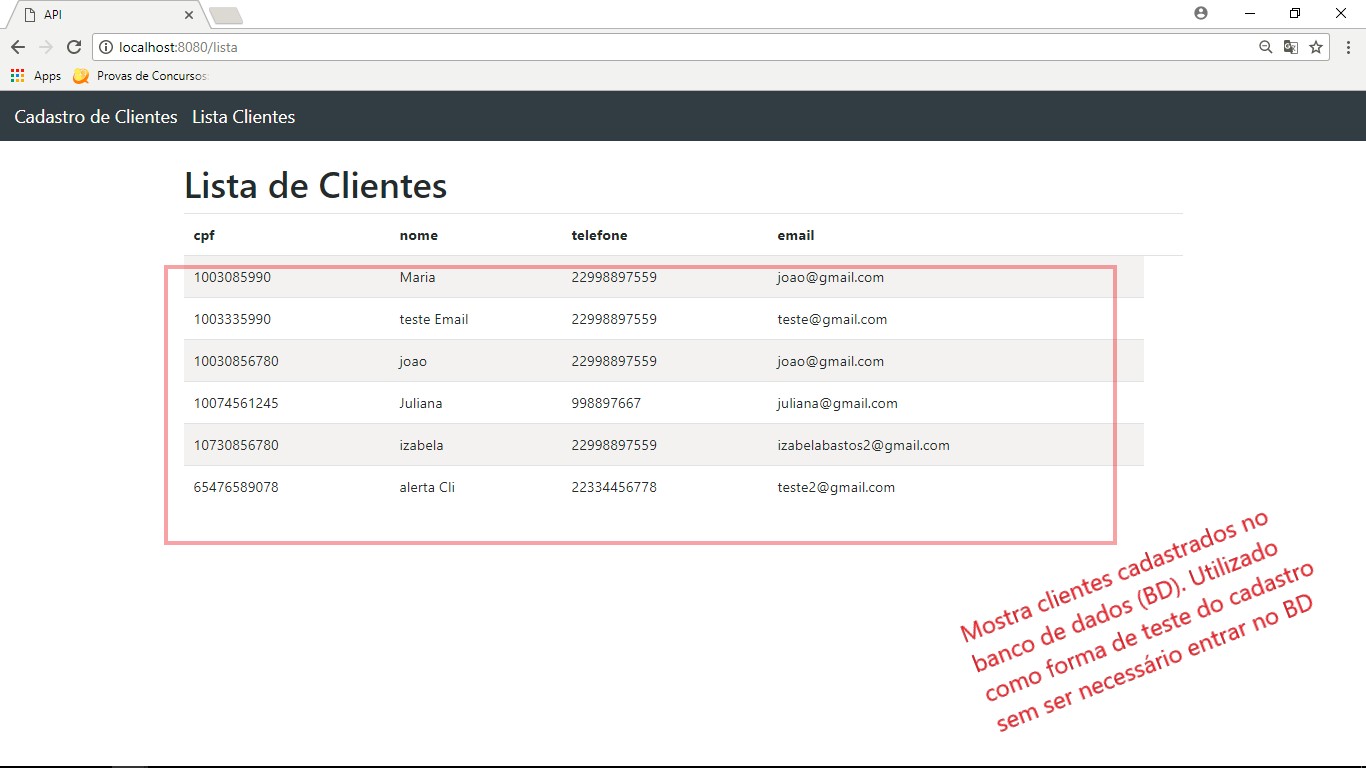 API
localhost:8080/lista
Apps Provas de Concursos
Cadastro de Clientes Lista Clientes
Lista de Clientes
cpf nome telefone email
1003085990 Maria 22998897559 joao@gmail.com
1003335990 teste Email 22998897559 teste@gmail.com
10030856780 joao 22998897559 joao@gmail.com
10074561245 Juliana 998897667 juliana@gmail.com
10730856780 izabela 22998897559 izabelabastos2@gmail.com
65476589078 alerta Cli 22334456778 teste2@gmail.com
Mostra clientes cadastrados no
banco de dados (BD). Utilizado
como forma de teste do cadastro
sem ser necessário entrar no BD